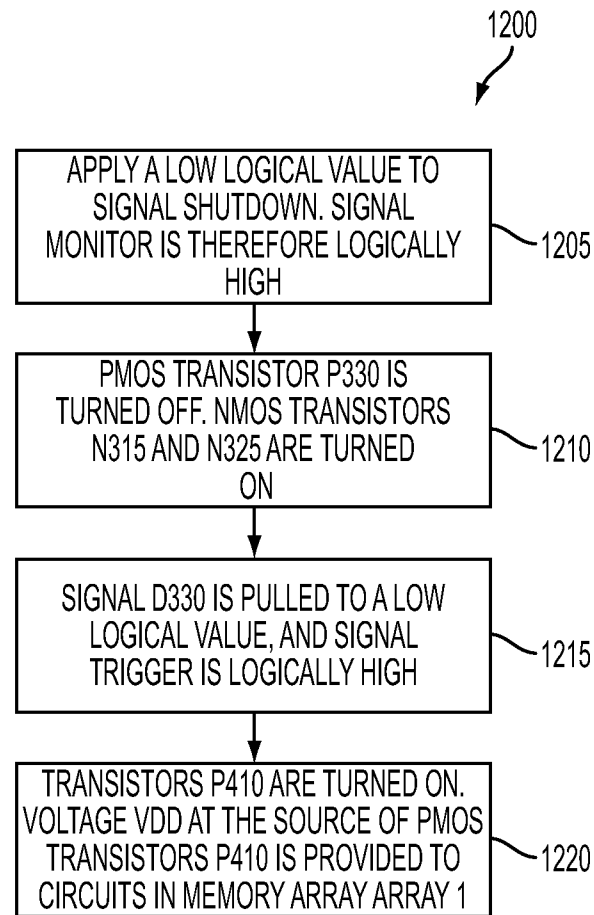 1200
APPLY A LOW LOGICAL VALUE TO
SIGNAL SHUTDOWN. SIGNAL
MONITOR IS THEREFORE LOGICALLY
HIGH
1205
PMOS TRANSISTOR P330 IS
TURNED OFF. NMOS TRANSISTORS
N315 AND N325 ARE TURNED
ON
1210
SIGNAL D330 IS PULLED TO A LOW
LOGICAL VALUE, AND SIGNAL
TRIGGER IS LOGICALLY HIGH
1215
TRANSISTORS P410 ARE TURNED ON.
VOLTAGE VDD AT THE SOURCE OF PMOS
TRANSISTORS P410 IS PROVIDED TO
CIRCUITS IN MEMORY ARRAY ARRAY 1
1220